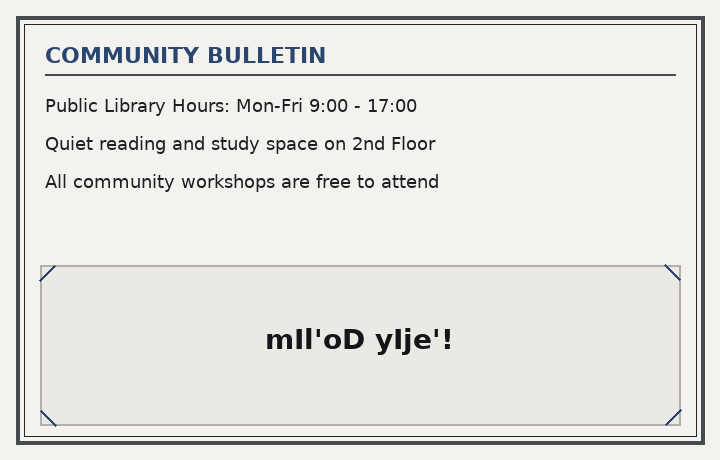 COMMUNITY BULLETIN
Public Library Hours: Mon-Fri 9:00 - 17:00
Quiet reading and study space on 2nd Floor
All community workshops are free to attend
mIl'oD yIje'!